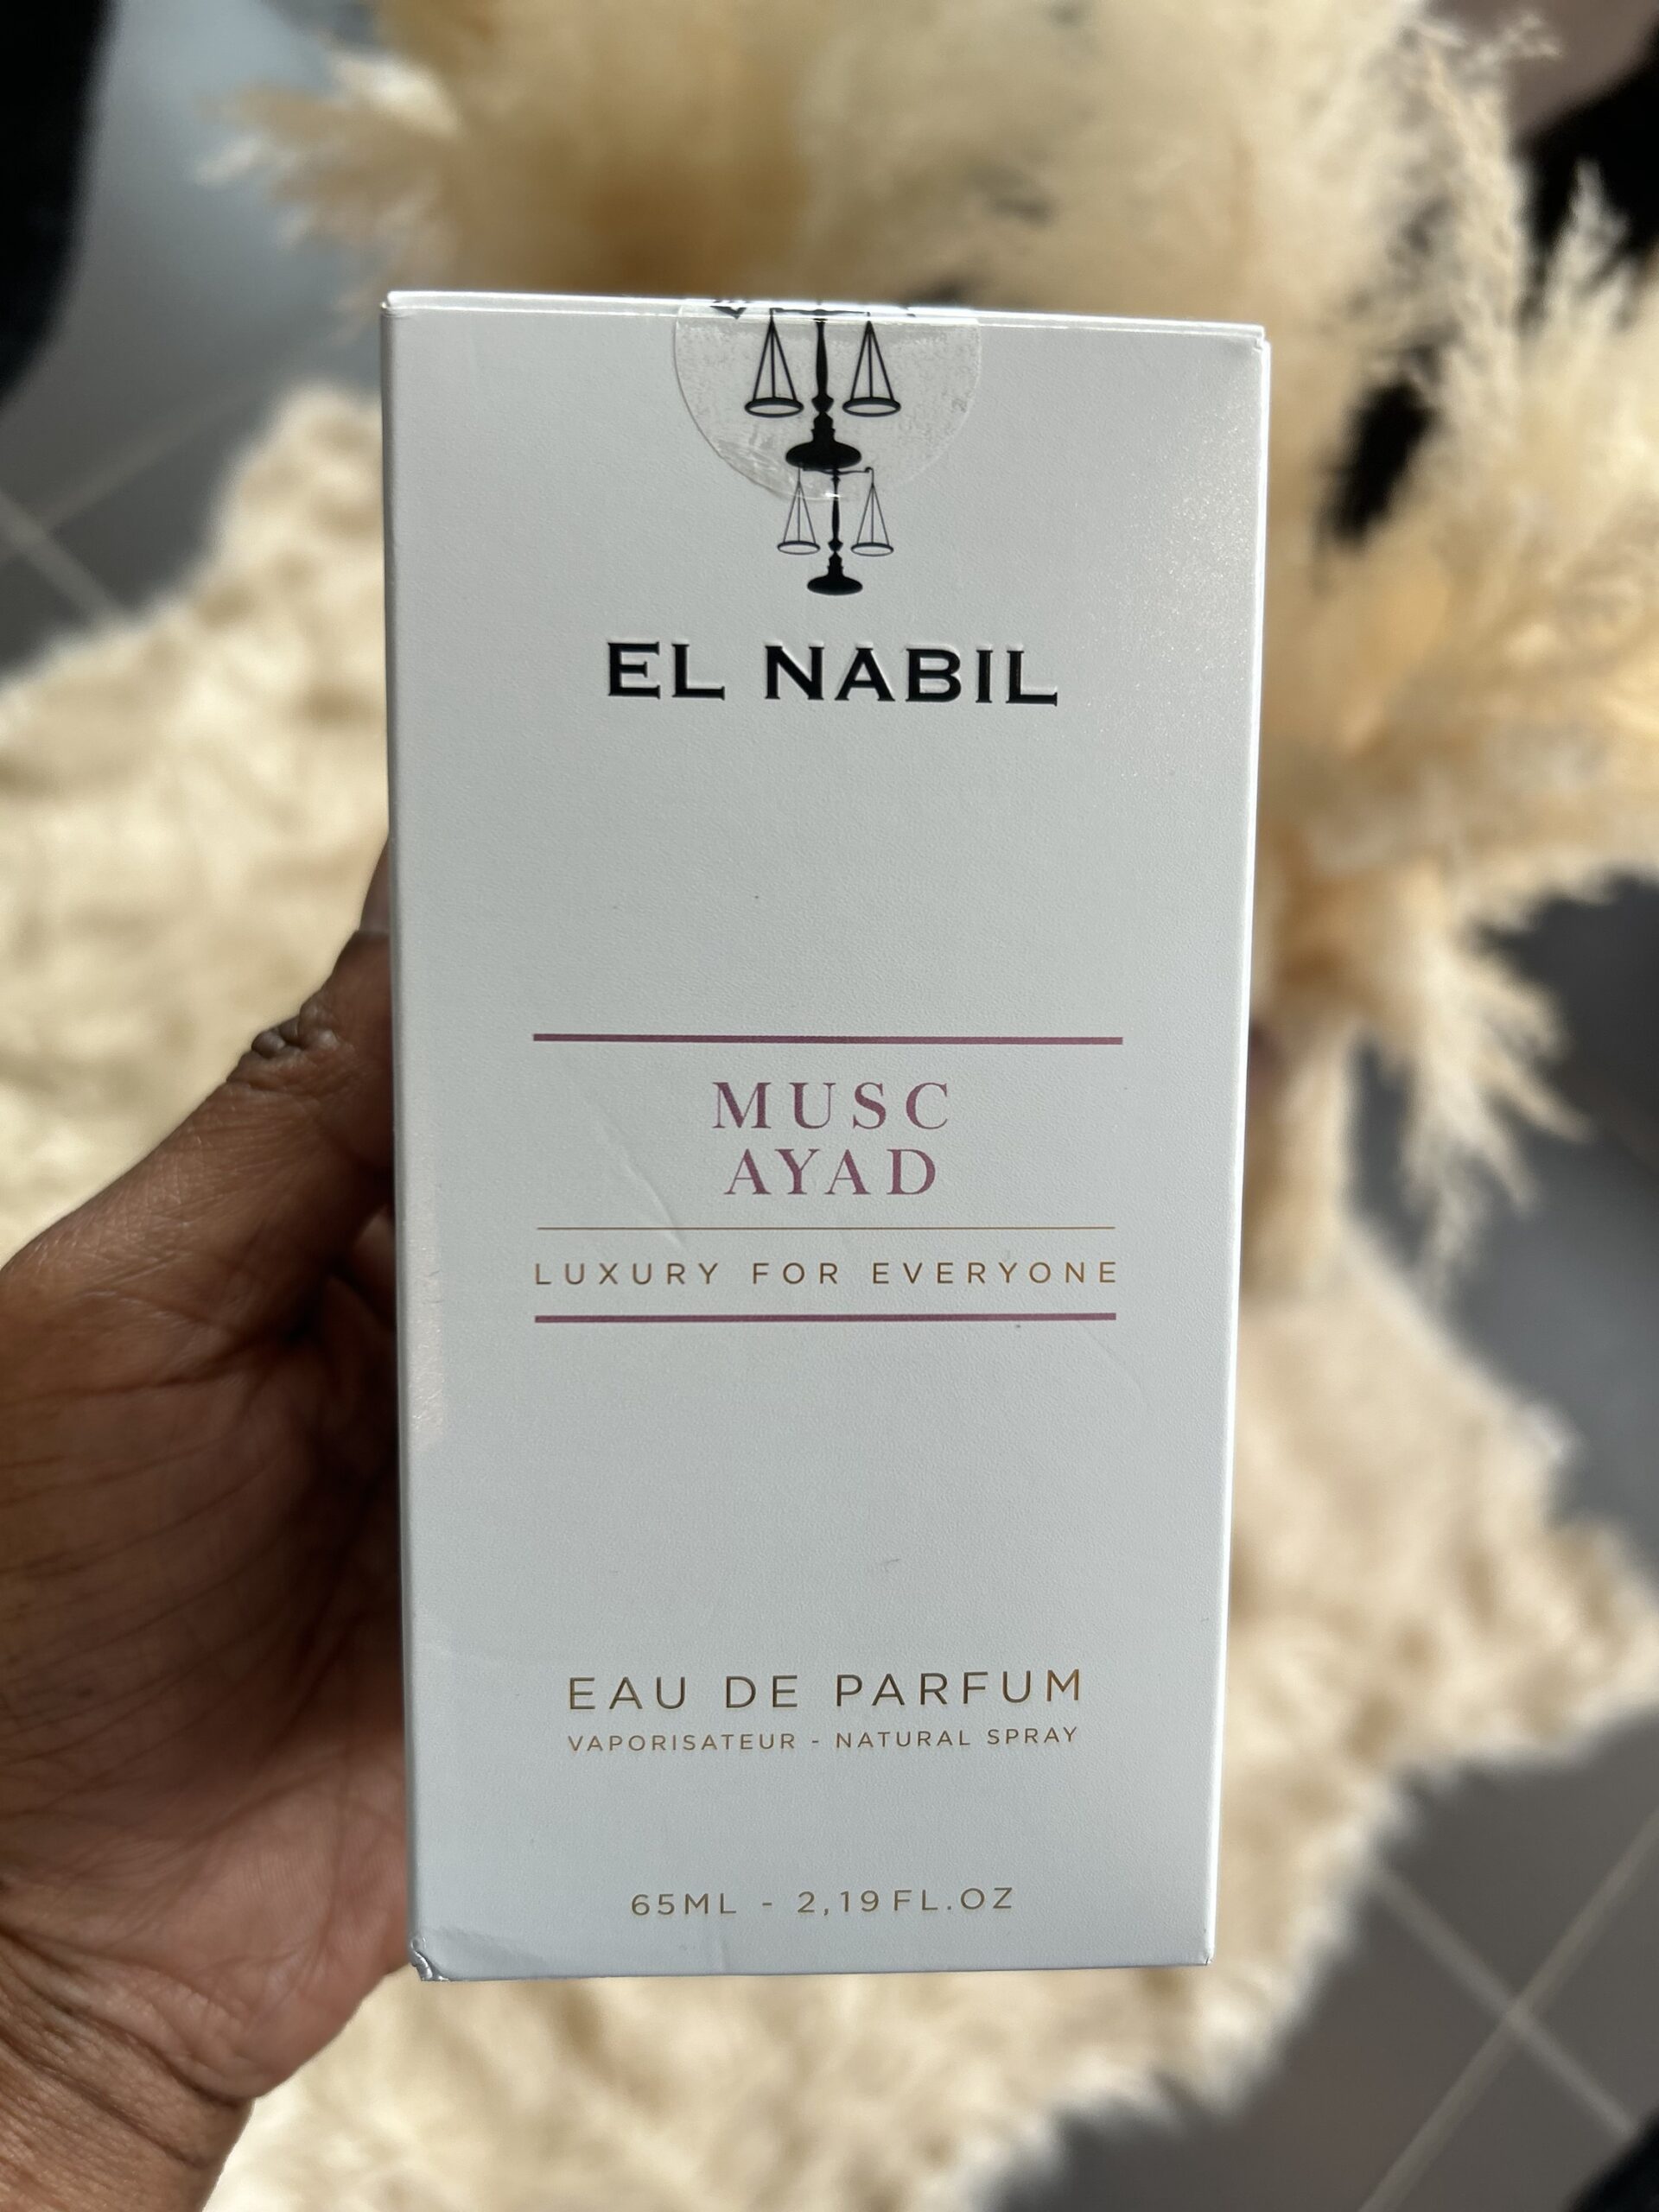 EL NABIL
MUSC
AYAD
LUXURY FOR EVERYONE
EAU DE PARFUM
VAPORISATEUR - NATURAL SPRAY
65ML - 2,19 FL.OZ